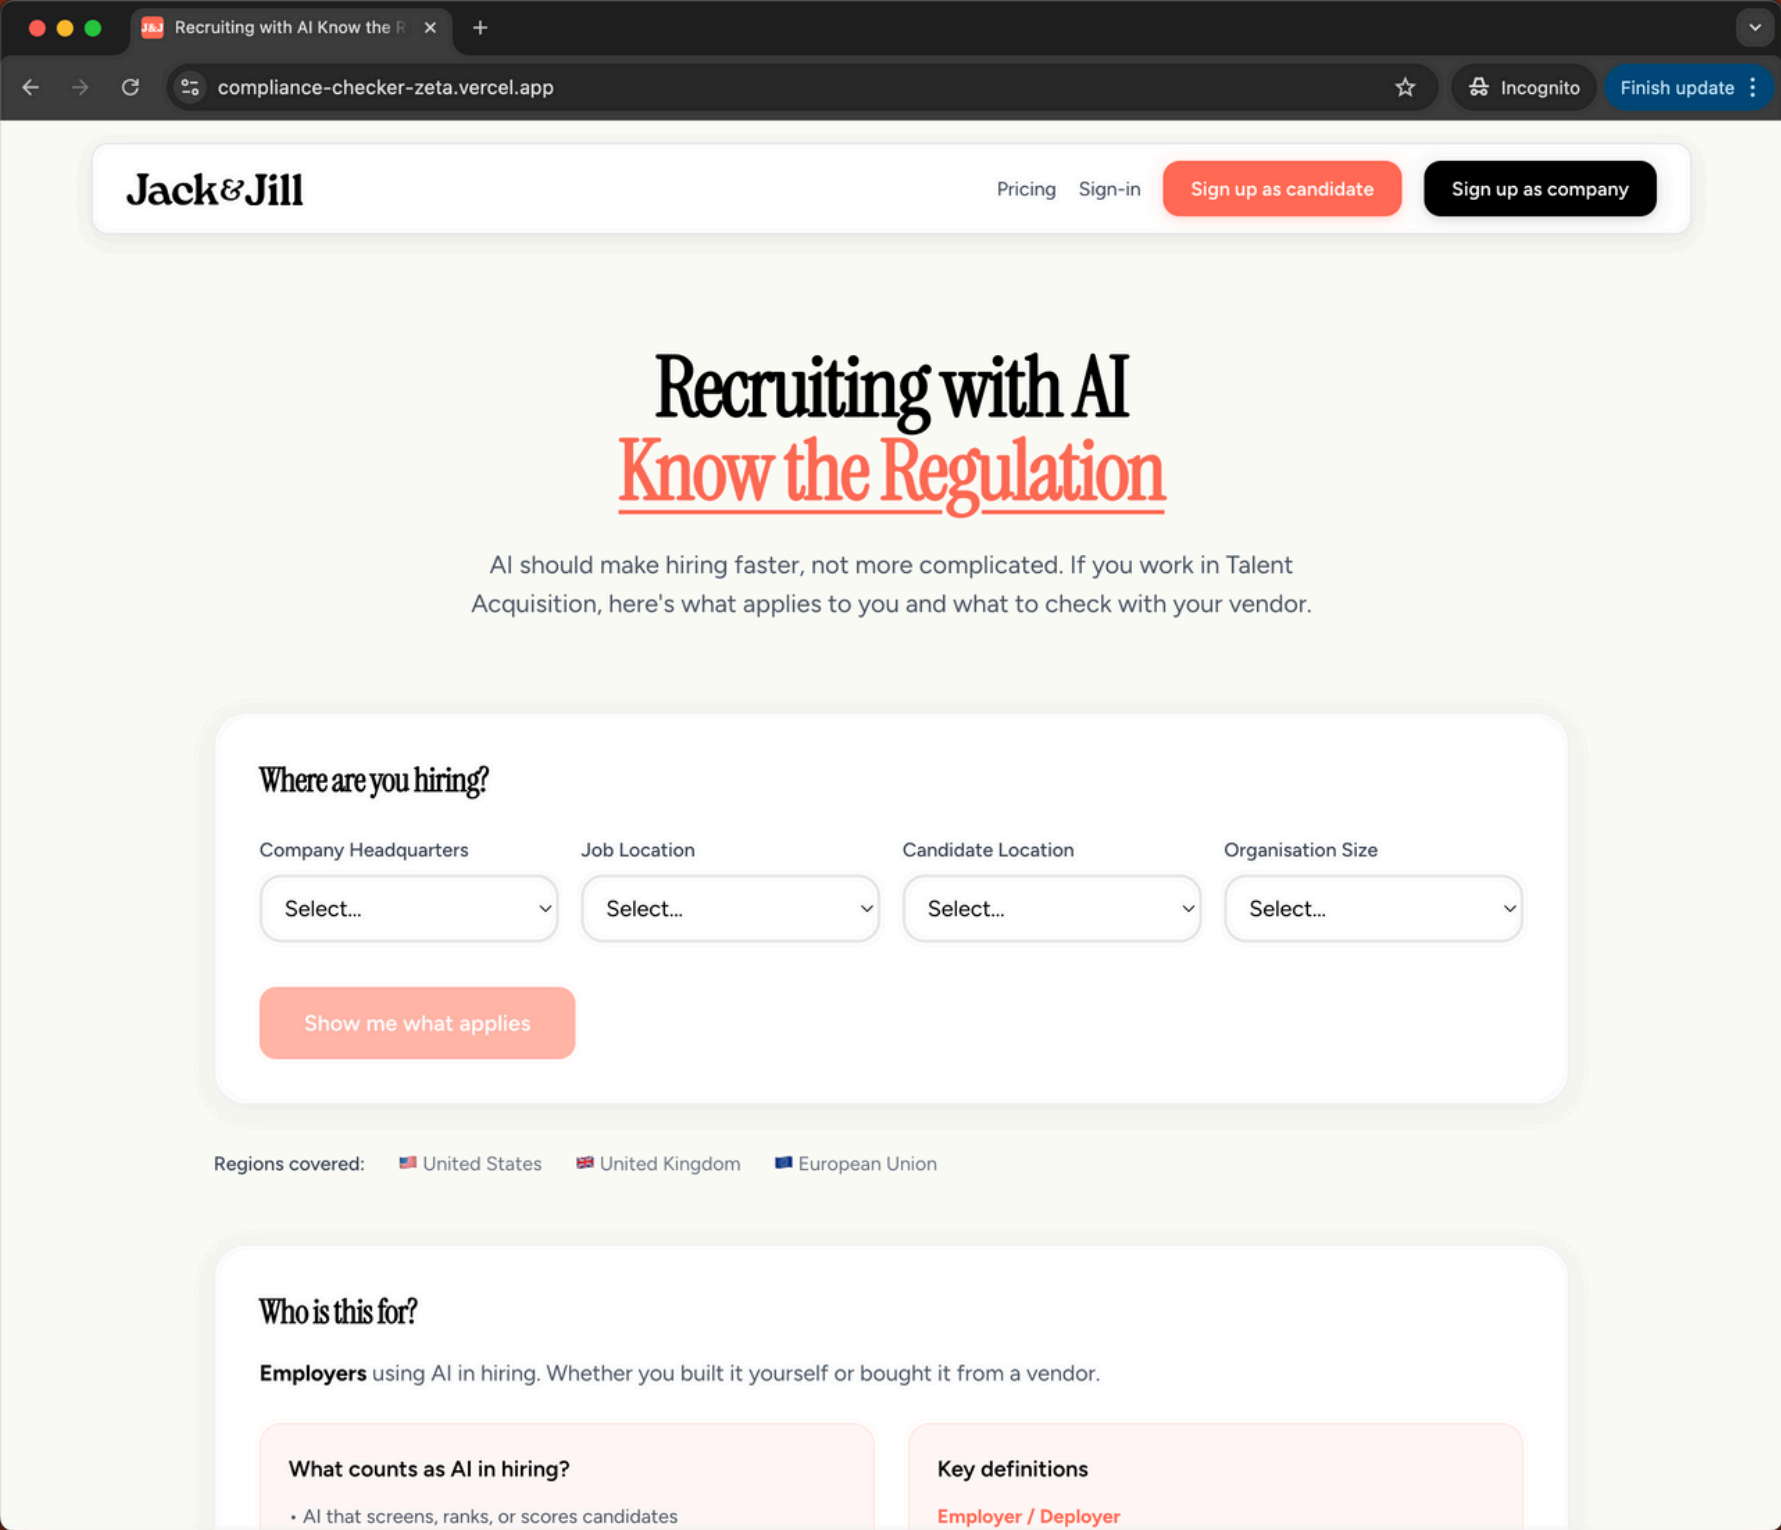 J&J Recruiting with AI Know the R
compliance-checker-zeta.vercel.app
Incognito
Finish update
Jack&Jill
Pricing
Sign-in
Sign up as candidate
Sign up as company
Recruiting with AI
Know the Regulation
AI should make hiring faster, not more complicated. If you work in Talent
Acquisition, here's what applies to you and what to check with your vendor.
Where are you hiring?
Company Headquarters
Job Location
Candidate Location
Organisation Size
Select...
Select...
Select...
Select...
Show me what applies
Regions covered:
United States
United Kingdom
European Union
Who is this for?
Employers using AI in hiring. Whether you built it yourself or bought it from a vendor.
What counts as AI in hiring?
Key definitions
• AI that screens, ranks, or scores candidates
Employer / Deployer